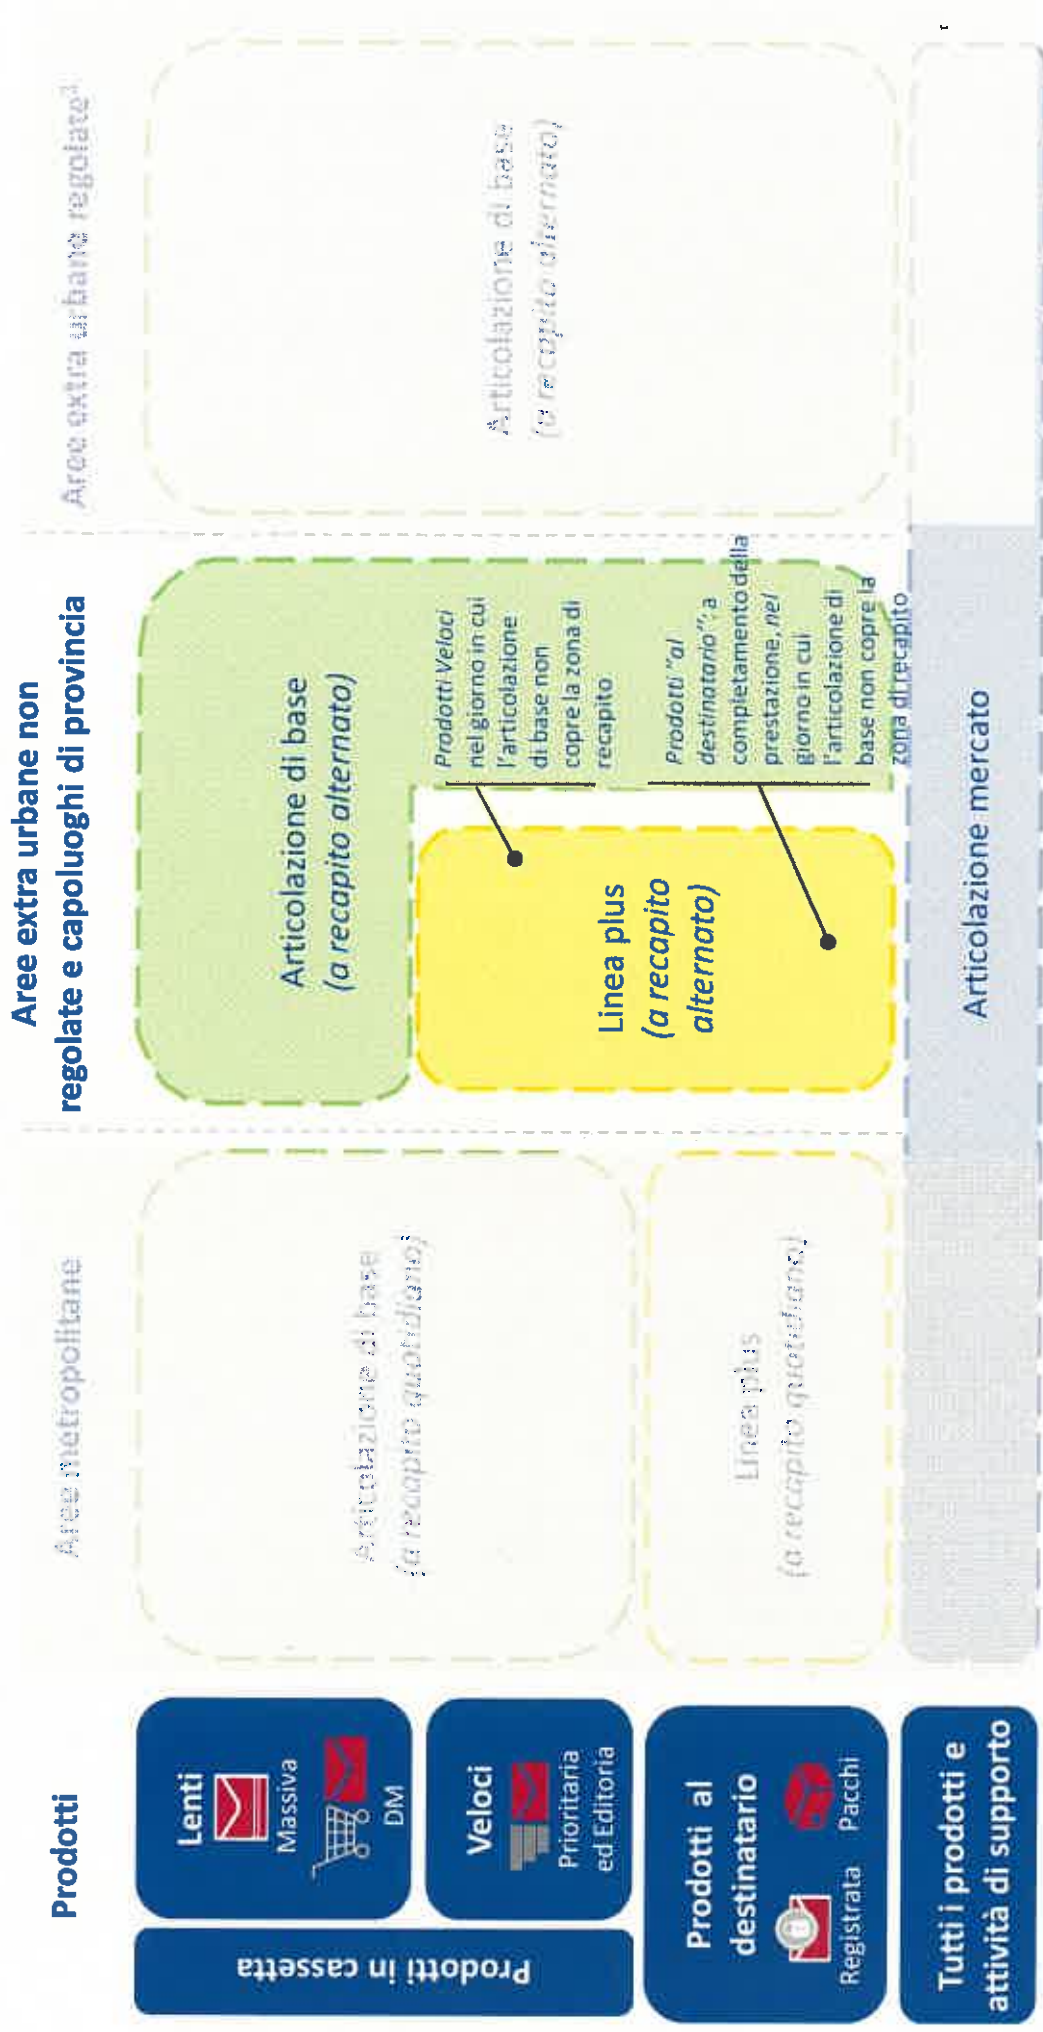 Prodotti
Aree metropolitane
Aree extra urbane non
regolate e capoluoghi di provincia
Aree extra urbane regolate
Prodotti in cassetta
Lenti
Massiva
DM
Veloci
Prioritaria
ed Editoria
Prodotti al
destinatario
Registrata
Pacchi
Tutti i prodotti e
attività di supporto
Articolazione di base
(a recapito quotidiano)
Linea plus
(a recapito quotidiano)
Articolazione di base
(a recapito alternato)
Linea plus
(a recapito
alternato)
Prodotti Veloci
nel giorno in cui
l'articolazione
di base non
copre la zona di
recapito
Prodotti "al
destinatario": a
completamento della
prestazione, nel
giorno in cui
l'articolazione di
base non copre la
zona di recapito
Articolazione di base
(a recapito alternato)
Articolazione mercato